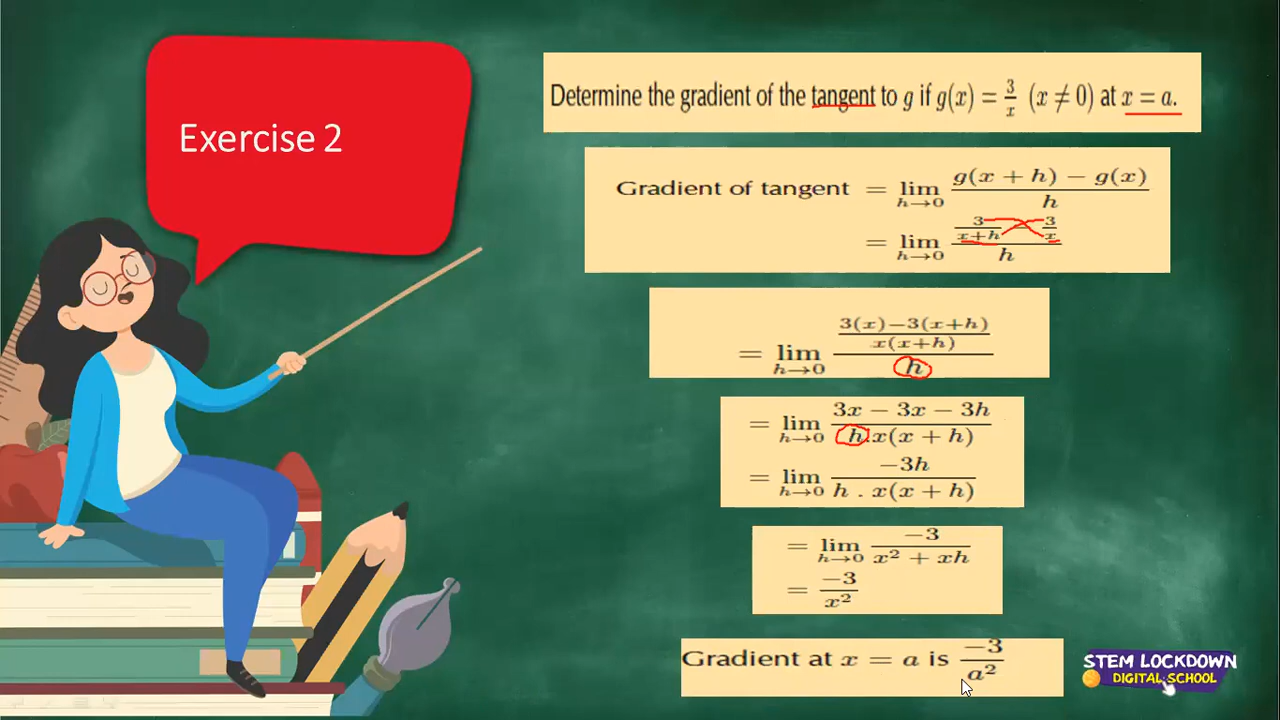 Exercise 2
Determine the gradient of the tangent to g if g(x) = 3/x (x ≠ 0) at x = a.
Gradient of tangent = lim h→0 (g(x + h) − g(x))/h
= lim h→0 (3/(x+h) − 3/x)/h
= lim h→0 ((3(x)−3(x+h))/(x(x+h)))/h
= lim h→0 (3x − 3x − 3h)/(h.x(x + h))
= lim h→0 (−3h)/(h . x(x + h))
= lim h→0 (−3)/(x² + xh)
= −3/x²
Gradient at x = a is −3/a²
STEM LOCKDOWN
DIGITAL SCHOOL